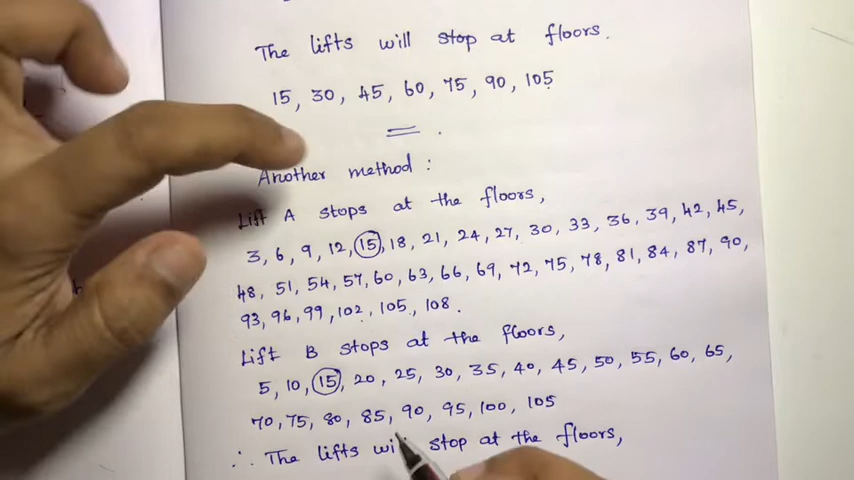 The lifts will stop at floors.
15, 30, 45, 60, 75, 90, 105
Another method :
Lift A stops at the floors,
3, 6, 9, 12, 15, 18, 21, 24, 27, 30, 33, 36, 39, 42, 45,
48, 51, 54, 57, 60, 63, 66, 69, 72, 75, 78, 81, 84, 87, 90,
93, 96, 99, 102, 105, 108.
Lift B stops at the floors,
5, 10, 15, 20, 25, 30, 35, 40, 45, 50, 55, 60, 65,
70, 75, 80, 85, 90, 95, 100, 105
∴ The lifts will stop at the floors,